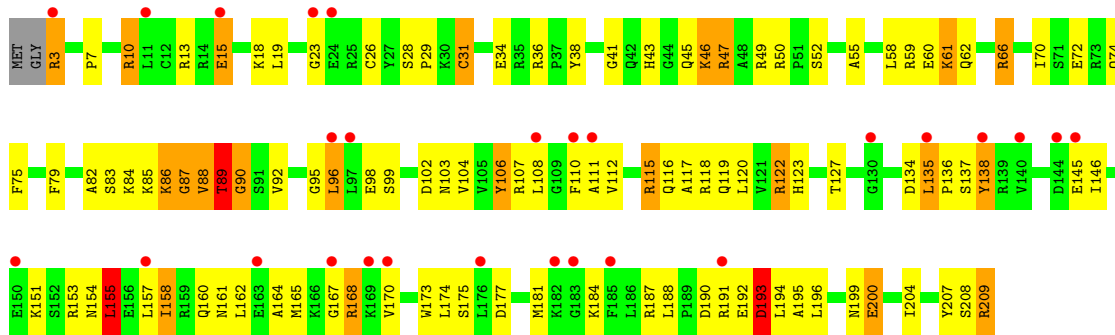 MET GLY R3 P7 R10 L11 C12 R13 R14 E15 K18 L19 G23 E24 R25 C26 Y27 S28 P29 K30 C31 E34 R35 R36 P37 Y38 G41 Q42 H43 G44 Q45 K46 R47 A48 R49 R50 P51 S52 A55 L58 R59 E60 K61 Q62 R66 I70 S71 E72 R73
F75 F79 A82 S83 K84 K85 K86 G87 V88 T89 G90 S91 V92 G95 L96 L97 E98 S99 D102 N103 V104 V105 Y106 R107 L108 G109 F110 A111 V112 R115 Q116 A117 R118 Q119 L120 V121 R122 H123 T127 G130 D134 L135 P136 S137 Y138 R139 V140 D144 E145 I146
E150 K151 S152 R153 N154 L155 E156 L157 I158 R159 Q160 N161 L162 E163 A164 M165 K166 G167 R168 K169 V170 W173 L174 S175 L176 D177 M181 K182 G183 K184 F185 L186 R187 L188 P189 D190 R191 E192 D193 L194 A195 L196 N199 E200 I204 Y207 S208 R209